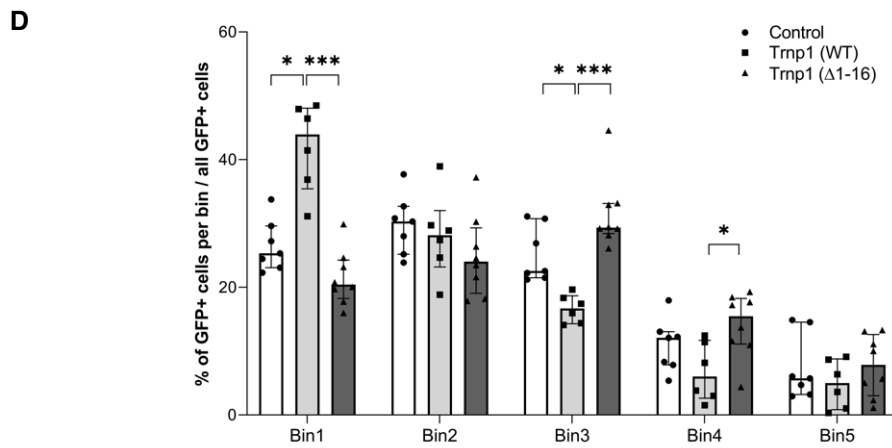 D
% of GFP+ cells per bin / all GFP+ cells
60
40
20
0
Control
Trnp1 (WT)
Trnp1 (Δ1-16)
* ***
* ***
*
Bin1 Bin2 Bin3 Bin4 Bin5